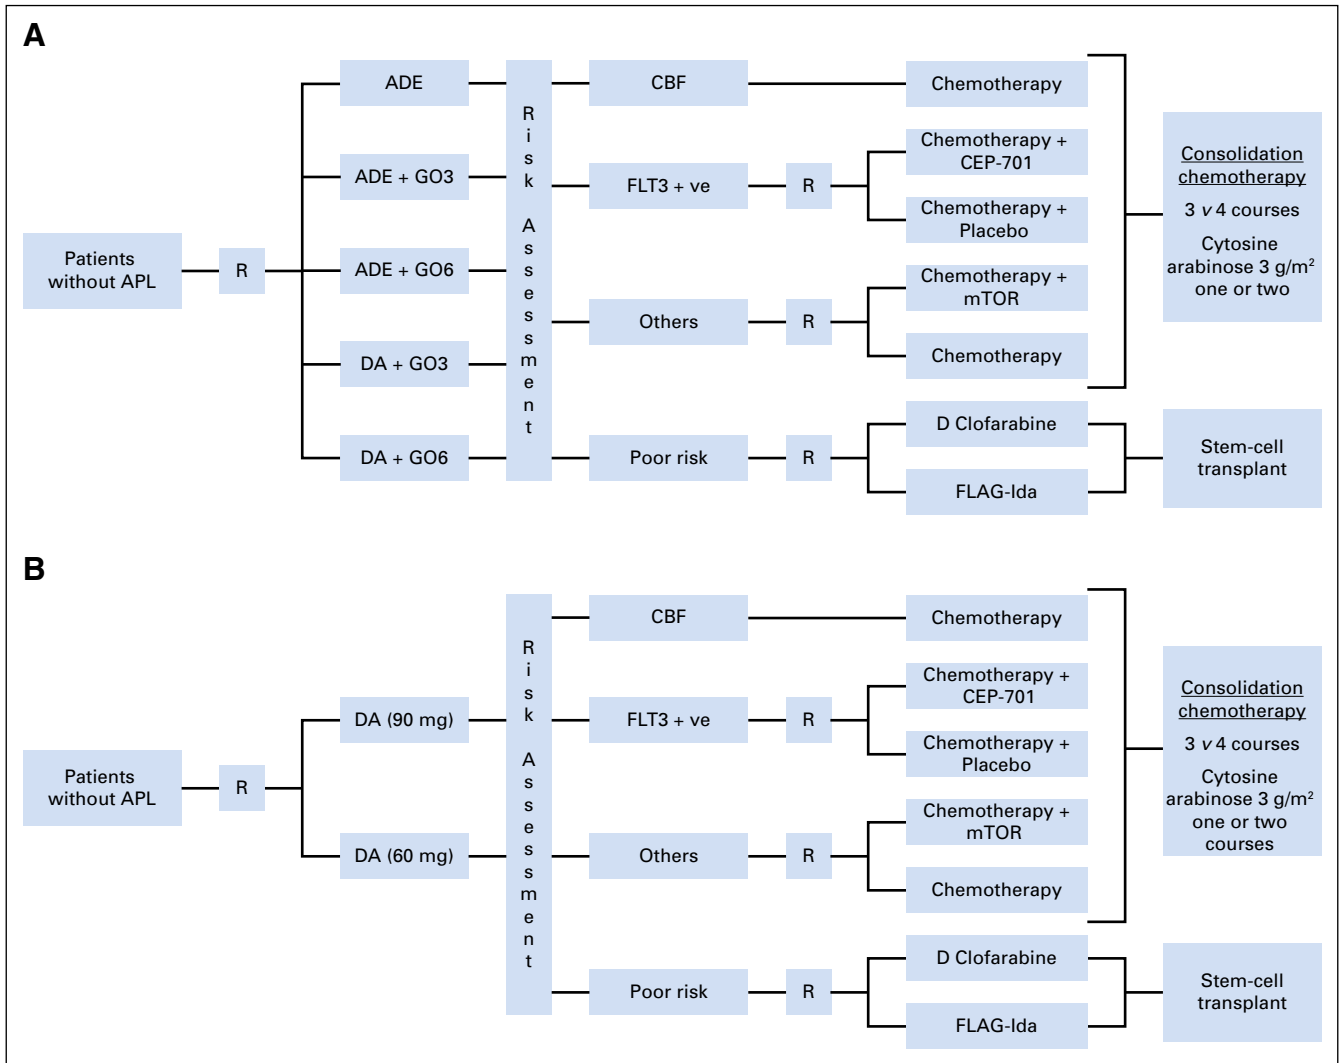 A
Patients
without APL
R
ADE
ADE + GO3
ADE + GO6
DA + GO3
DA + GO6
Risk Assessment
CBF
FLT3 + ve
Others
Poor risk
R
R
R
Chemotherapy
Chemotherapy +
CEP-701
Chemotherapy +
Placebo
Chemotherapy +
mTOR
Chemotherapy
D Clofarabine
FLAG-Ida
Consolidation
chemotherapy
3 v 4 courses
Cytosine
arabinose 3 g/m²
one or two
Stem-cell
transplant
B
Patients
without APL
R
DA (90 mg)
DA (60 mg)
Risk Assessment
CBF
FLT3 + ve
Others
Poor risk
R
R
R
Chemotherapy
Chemotherapy +
CEP-701
Chemotherapy +
Placebo
Chemotherapy +
mTOR
Chemotherapy
D Clofarabine
FLAG-Ida
Consolidation
chemotherapy
3 v 4 courses
Cytosine
arabinose 3 g/m²
one or two
courses
Stem-cell
transplant